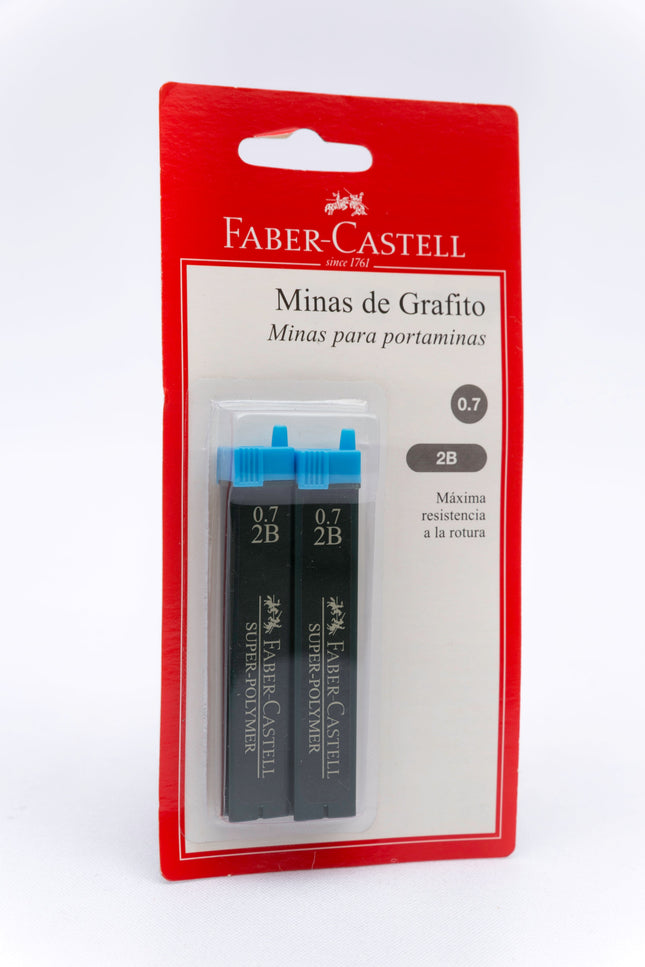 FABER-CASTELL
since 1761
Minas de Grafito
Minas para portaminas
0.7
2B
Máxima
resistencia
a la rotura
0.7
2B
FABER-CASTELL
SUPER-POLYMER
0.7
2B
FABER-CASTELL
SUPER-POLYMER